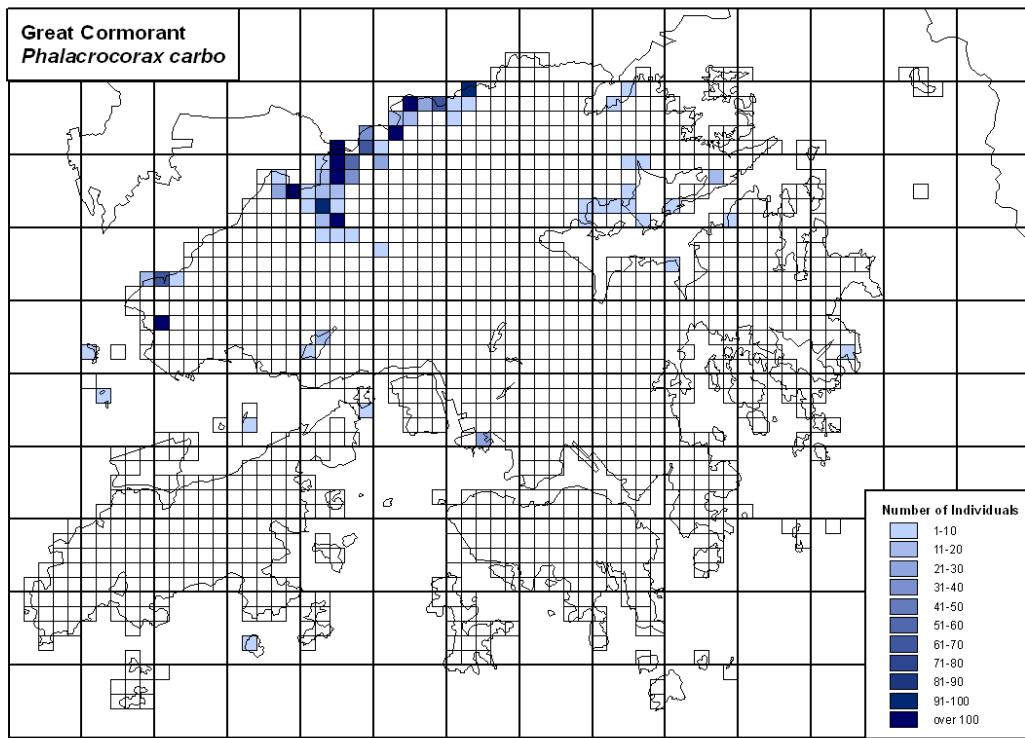 Great Cormorant
Phalacrocorax carbo
Number of Individuals
1-10
11-20
21-30
31-40
41-50
51-60
61-70
71-80
81-90
91-100
over 100